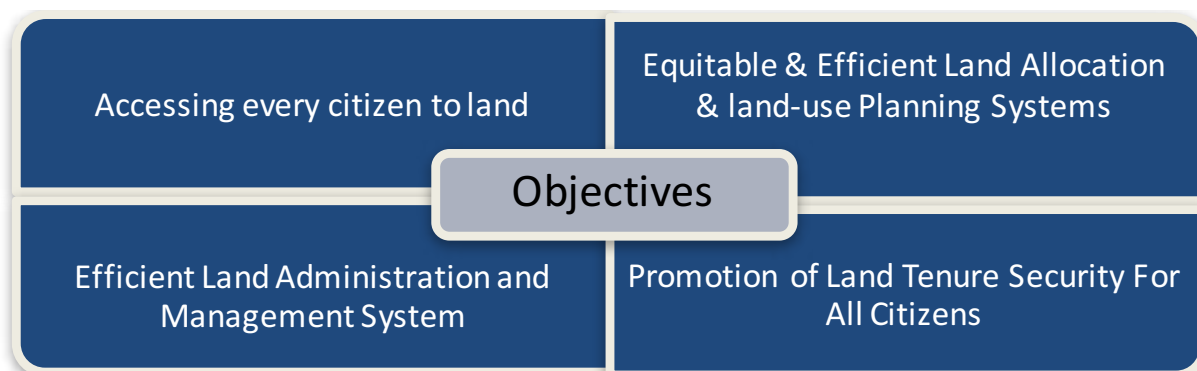 Accessing every citizen to land
Equitable & Efficient Land Allocation
& land-use Planning Systems
Objectives
Efficient Land Administration and
Management System
Promotion of Land Tenure Security For
All Citizens